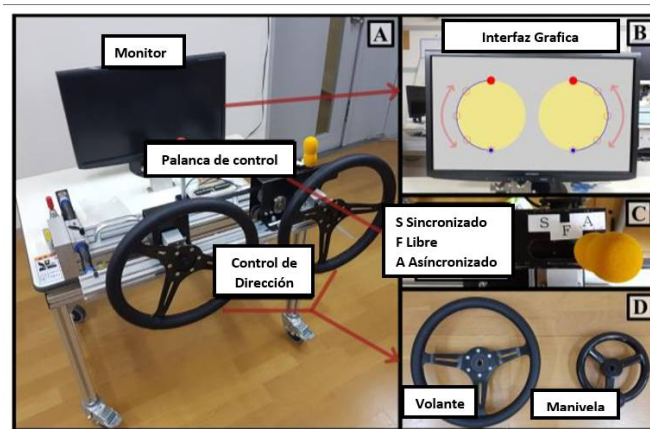 A
Monitor
Interfaz Grafica
B
Palanca de control
S Sincronizado
F Libre
A Asíncronizado
S
F
A
C
Control de
Dirección
D
Volante
Manivela